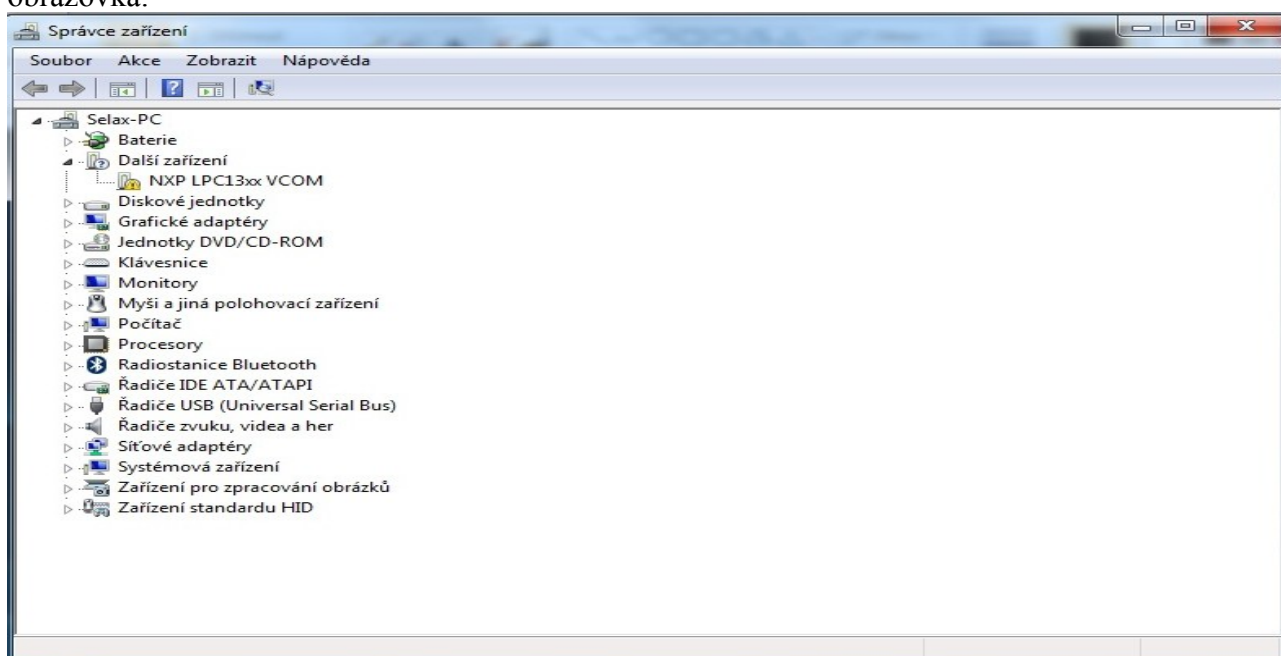 obrazovka:
Správce zařízení
Soubor Akce Zobrazit Nápověda
Selax-PC
Baterie
Další zařízení
NXP LPC13xx VCOM
Diskové jednotky
Grafické adaptéry
Jednotky DVD/CD-ROM
Klávesnice
Monitory
Myši a jiná polohovací zařízení
Počítač
Procesory
Radiostanice Bluetooth
Řadiče IDE ATA/ATAPI
Řadiče USB (Universal Serial Bus)
Řadiče zvuku, videa a her
Síťové adaptéry
Systémová zařízení
Zařízení pro zpracování obrázků
Zařízení standardu HID